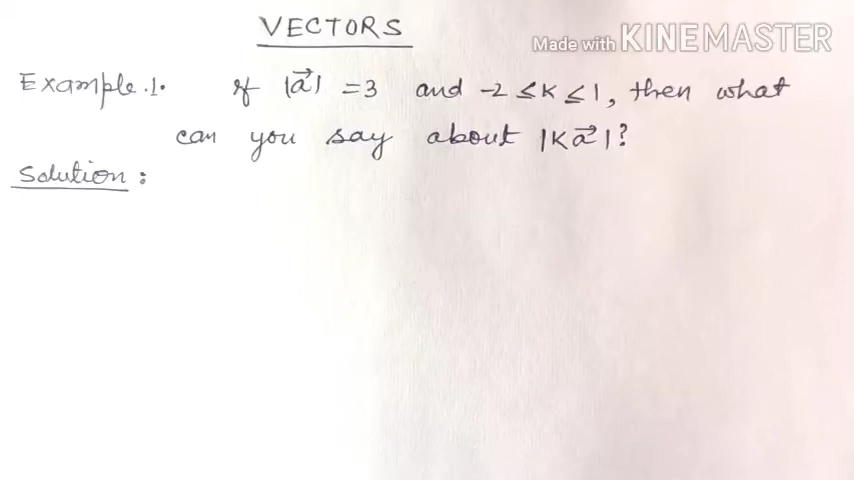 VECTORS
Made with KINEMASTER
Example.1. If |a⃗| = 3 and -2 ≤ K ≤ 1, then what
can you say about |Ka⃗|?
Solution: